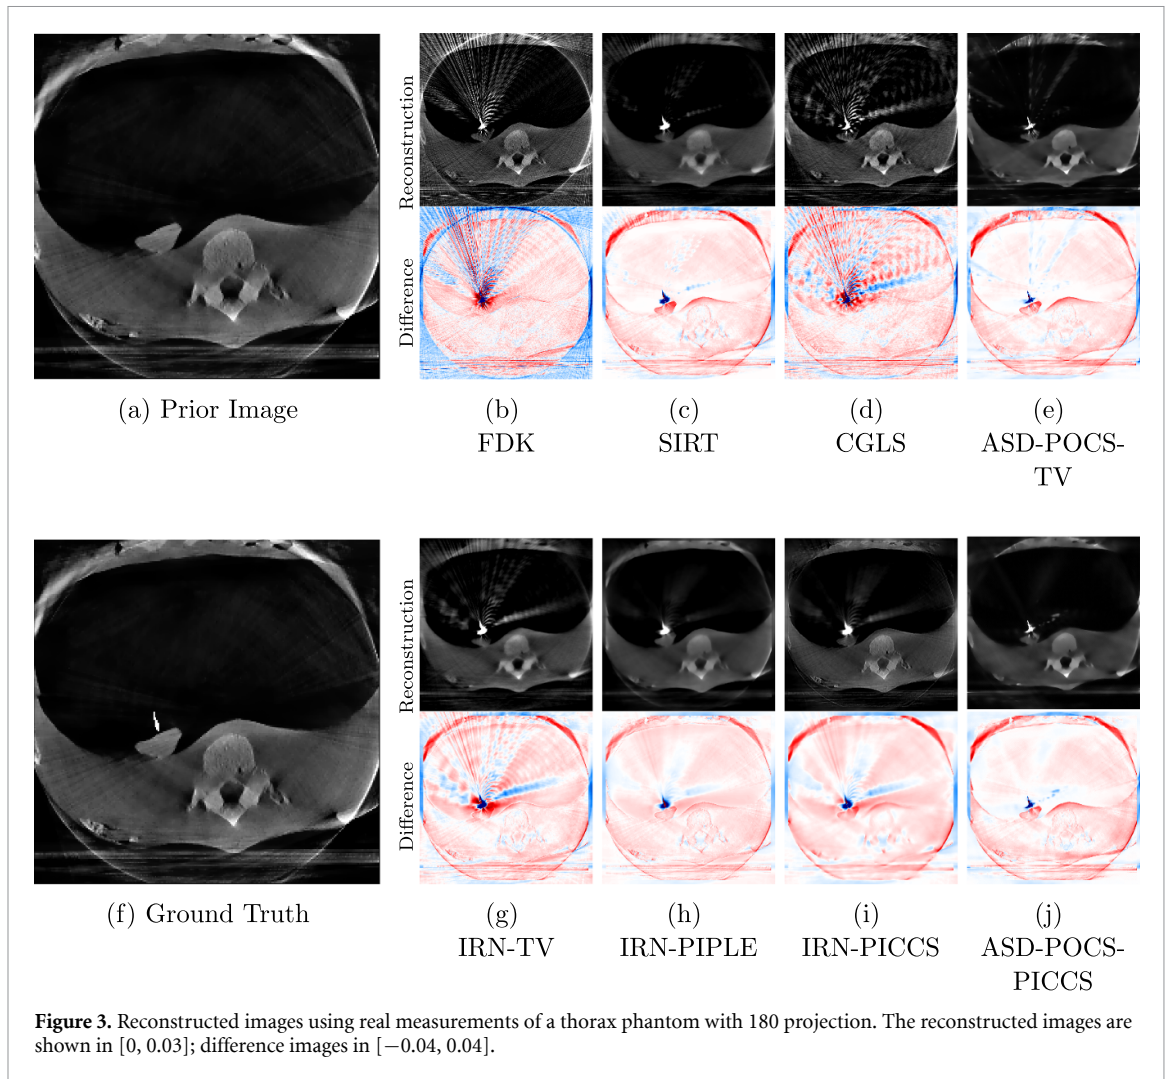 Reconstruction
Difference
(a) Prior Image
(b)
FDK
(c)
SIRT
(d)
CGLS
(e)
ASD-POCS-
TV
Reconstruction
Difference
(f) Ground Truth
(g)
IRN-TV
(h)
IRN-PIPLE
(i)
IRN-PICCS
(j)
ASD-POCS-
PICCS
Figure 3. Reconstructed images using real measurements of a thorax phantom with 180 projection. The reconstructed images are
shown in [0, 0.03]; difference images in [−0.04, 0.04].